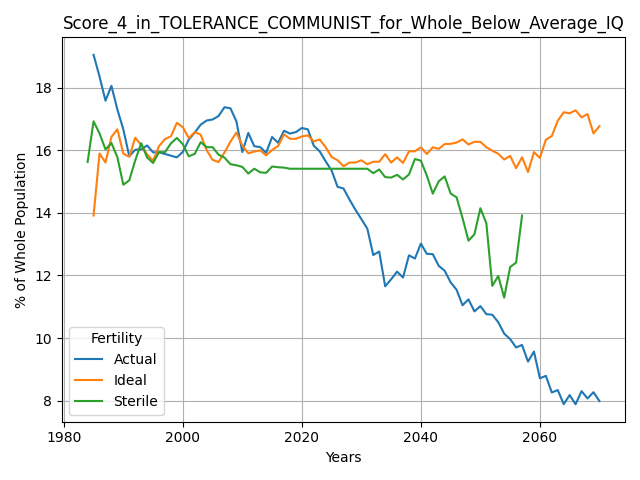 Score_4_in_TOLERANCE_COMMUNIST_for_Whole_Below_Average_IQ
% of Whole Population
18
16
14
12
10
8
Fertility
Actual
Ideal
Sterile
1980
2000
2020
2040
2060
Years